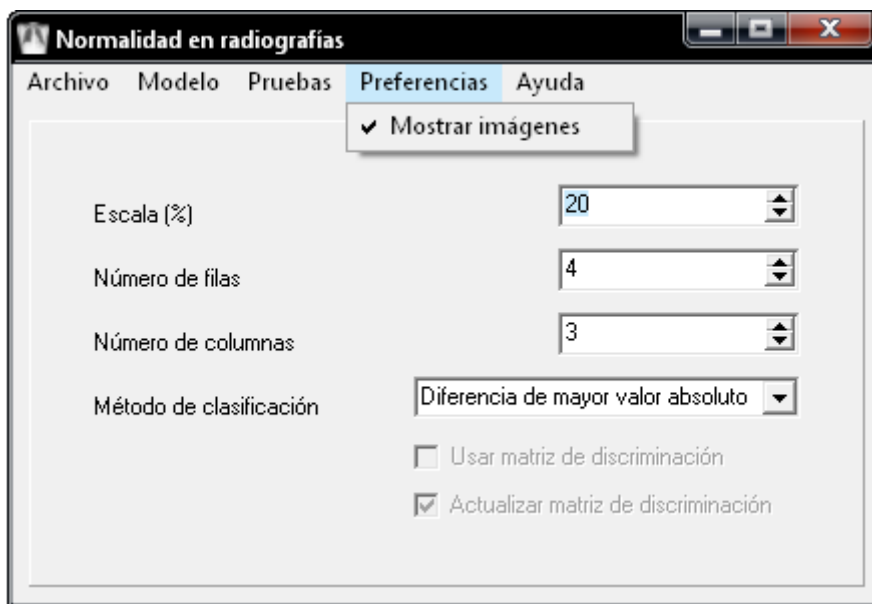 Normalidad en radiografías
Archivo Modelo Pruebas Preferencias Ayuda
Mostrar imágenes
Escala (%) 20
Número de filas 4
Número de columnas 3
Método de clasificación Diferencia de mayor valor absoluto
Usar matriz de discriminación
Actualizar matriz de discriminación